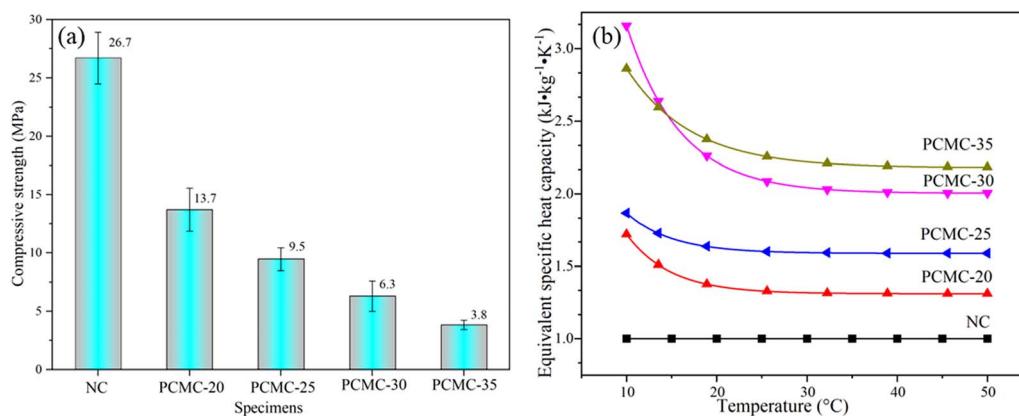 (a)
Compressive strength (MPa)
30
25
20
15
10
5
0
26.7
13.7
9.5
6.3
3.8
NC PCMC-20 PCMC-25 PCMC-30 PCMC-35
Specimens
(b)
Equivalent specific heat capacity (kJ•kg⁻¹•K⁻¹)
3.0
2.5
2.0
1.5
1.0
PCMC-35
PCMC-30
PCMC-25
PCMC-20
NC
10 20 30 40 50
Temperature (°C)